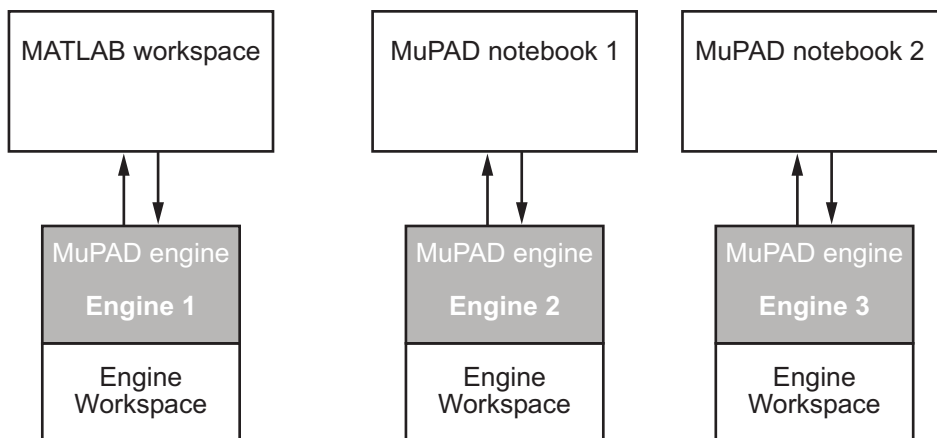 MATLAB workspace
MuPAD notebook 1
MuPAD notebook 2
MuPAD engine
Engine 1
MuPAD engine
Engine 2
MuPAD engine
Engine 3
Engine
Workspace
Engine
Workspace
Engine
Workspace